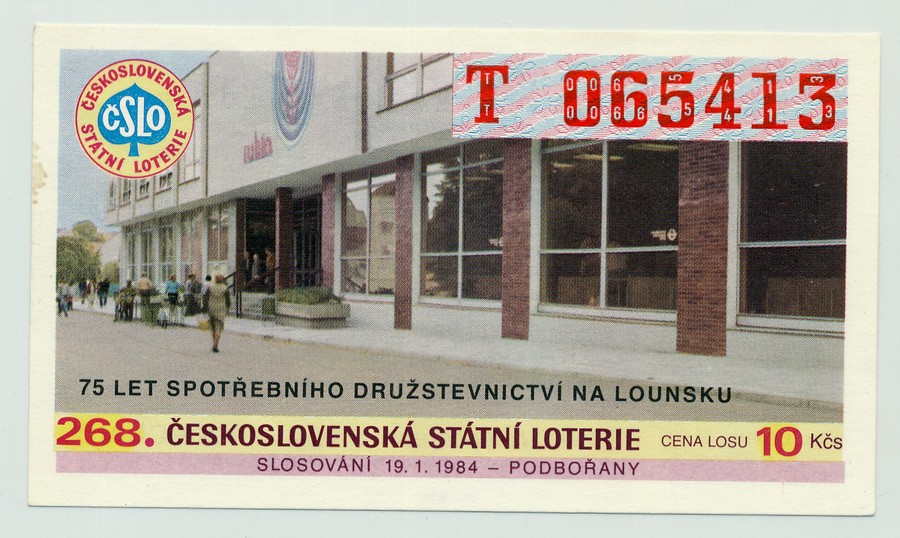 ČESKOSLOVENSKÁ
ČSLO
STÁTNÍ LOTERIE
T 065413
75 LET SPOTŘEBNÍHO DRUŽSTEVNICTVÍ NA LOUNSKU
268. ČESKOSLOVENSKÁ STÁTNÍ LOTERIE CENA LOSU 10 Kčs
SLOSOVÁNÍ 19. 1. 1984 – PODBOŘANY